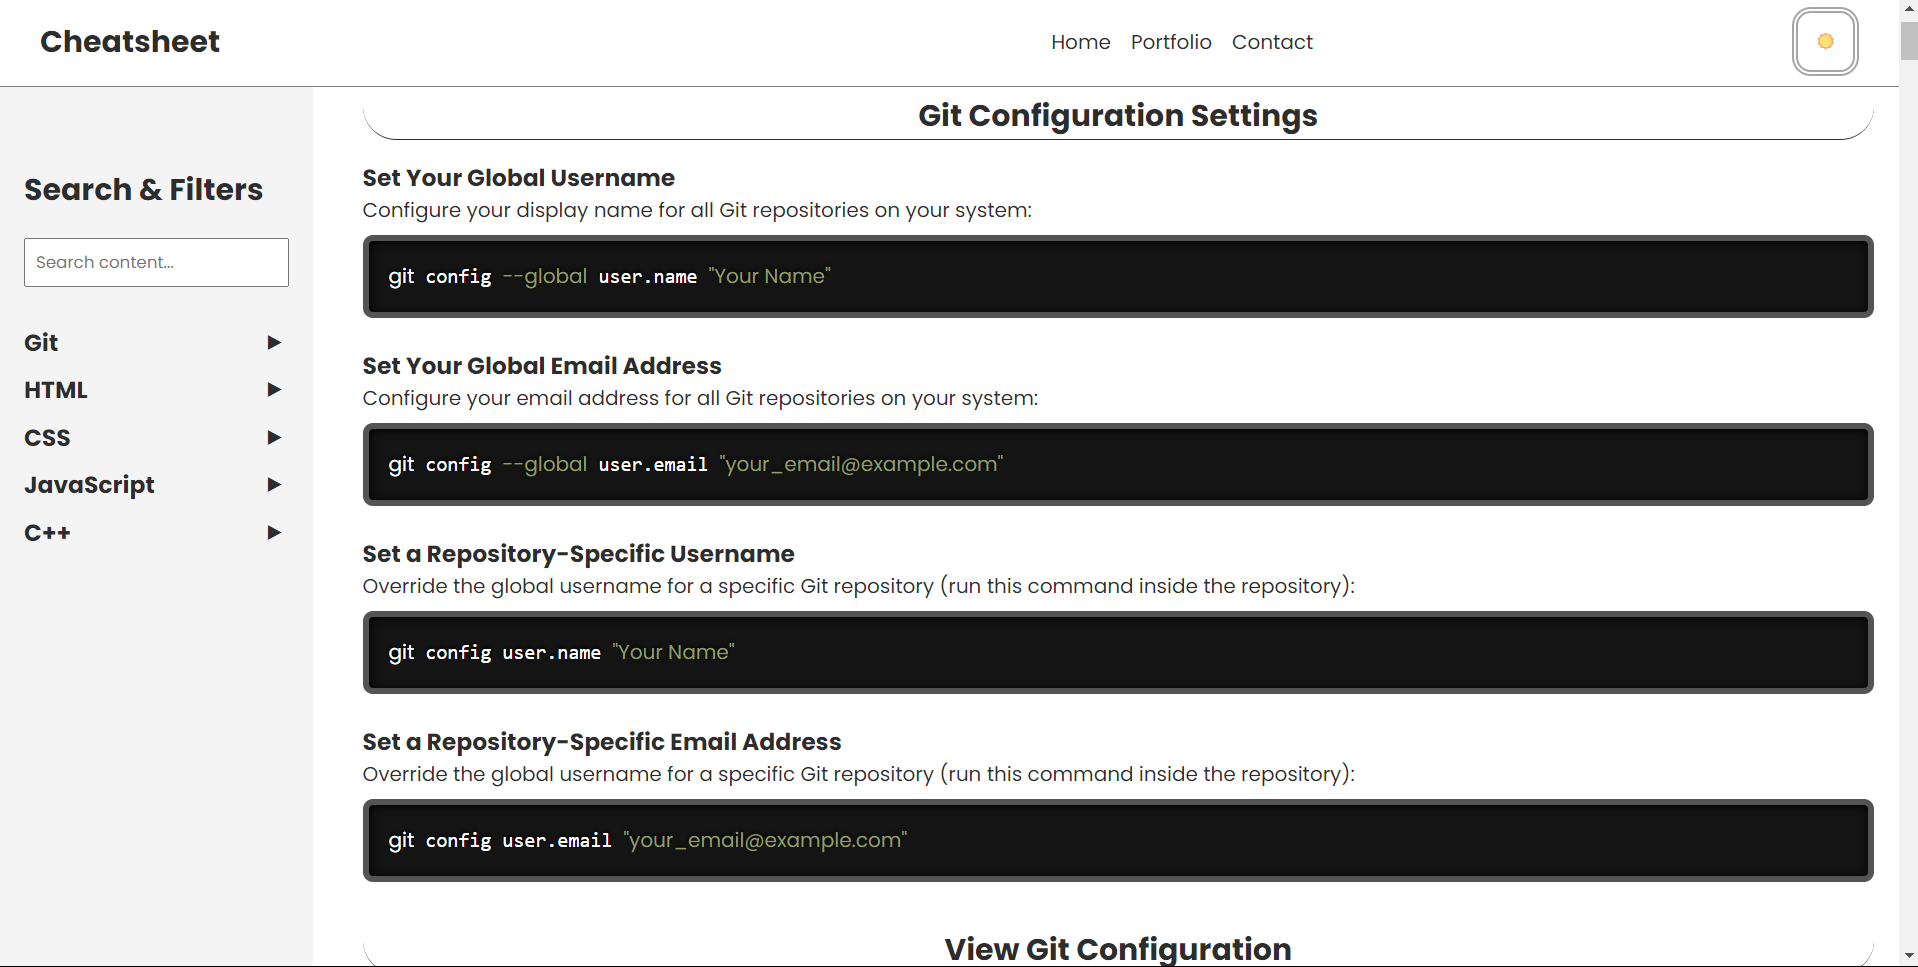 Cheatsheet
Home Portfolio Contact
Search & Filters
Search content...
Git ▶
HTML ▶
CSS ▶
JavaScript ▶
C++ ▶
Git Configuration Settings
Set Your Global Username
Configure your display name for all Git repositories on your system:
git config --global user.name "Your Name"
Set Your Global Email Address
Configure your email address for all Git repositories on your system:
git config --global user.email "your_email@example.com"
Set a Repository-Specific Username
Override the global username for a specific Git repository (run this command inside the repository):
git config user.name "Your Name"
Set a Repository-Specific Email Address
Override the global username for a specific Git repository (run this command inside the repository):
git config user.email "your_email@example.com"
View Git Configuration